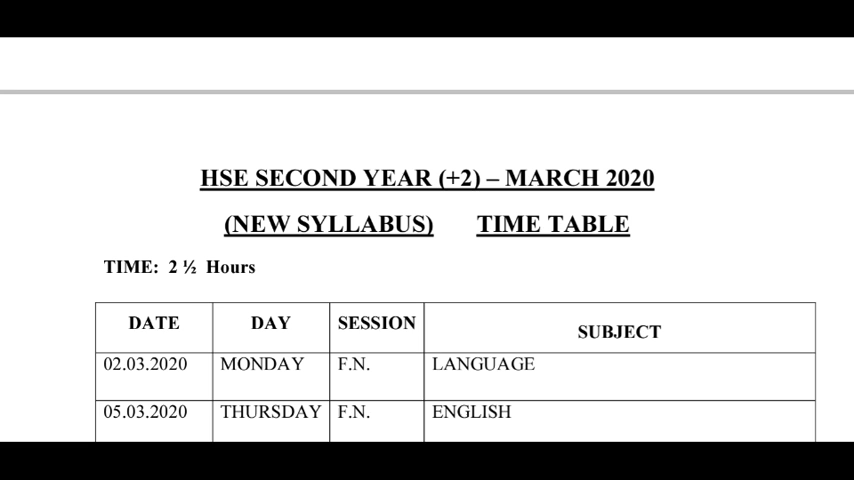 HSE SECOND YEAR (+2) – MARCH 2020
(NEW SYLLABUS) TIME TABLE
TIME: 2 ½ Hours
DATE DAY SESSION SUBJECT
02.03.2020 MONDAY F.N. LANGUAGE
05.03.2020 THURSDAY F.N. ENGLISH